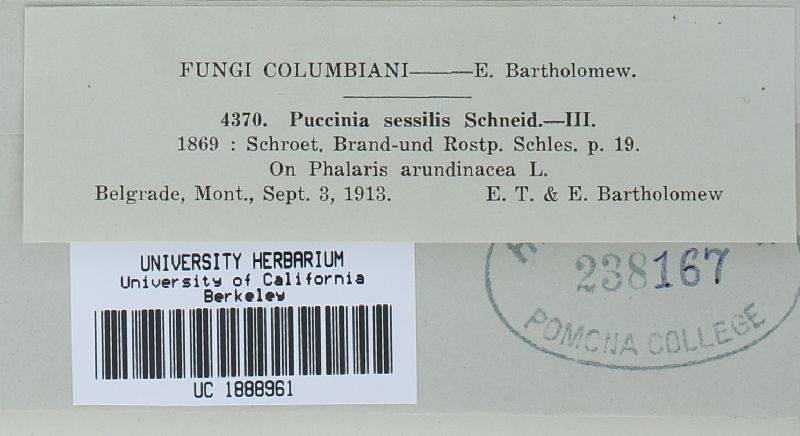 FUNGI COLUMBIANI——E. Bartholomew.
4370. Puccinia sessilis Schneid.—III.
1869 : Schroet. Brand-und Rostp. Schles. p. 19.
On Phalaris arundinacea L.
Belgrade, Mont., Sept. 3, 1913. E. T. & E. Bartholomew
UNIVERSITY HERBARIUM
University of California
Berkeley
UC 1888961
238167
POMONA COLLEGE